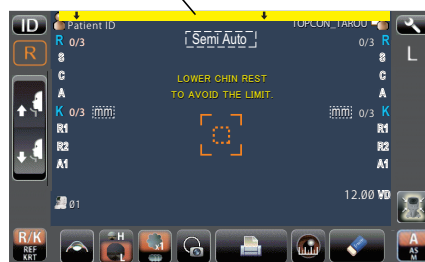 ID
Patient ID
TOPCON_TAROU
R
R 0/3
Semi Auto
0/3 R
L
S
S
C
LOWER CHIN REST
C
A
TO AVOID THE LIMIT.
A
K 0/3 mm
mm 0/3 K
R1
R1
R2
R2
A1
A1
12.00 VD
01
R/K
REF
KRT
H
L
x1
A
AS
M